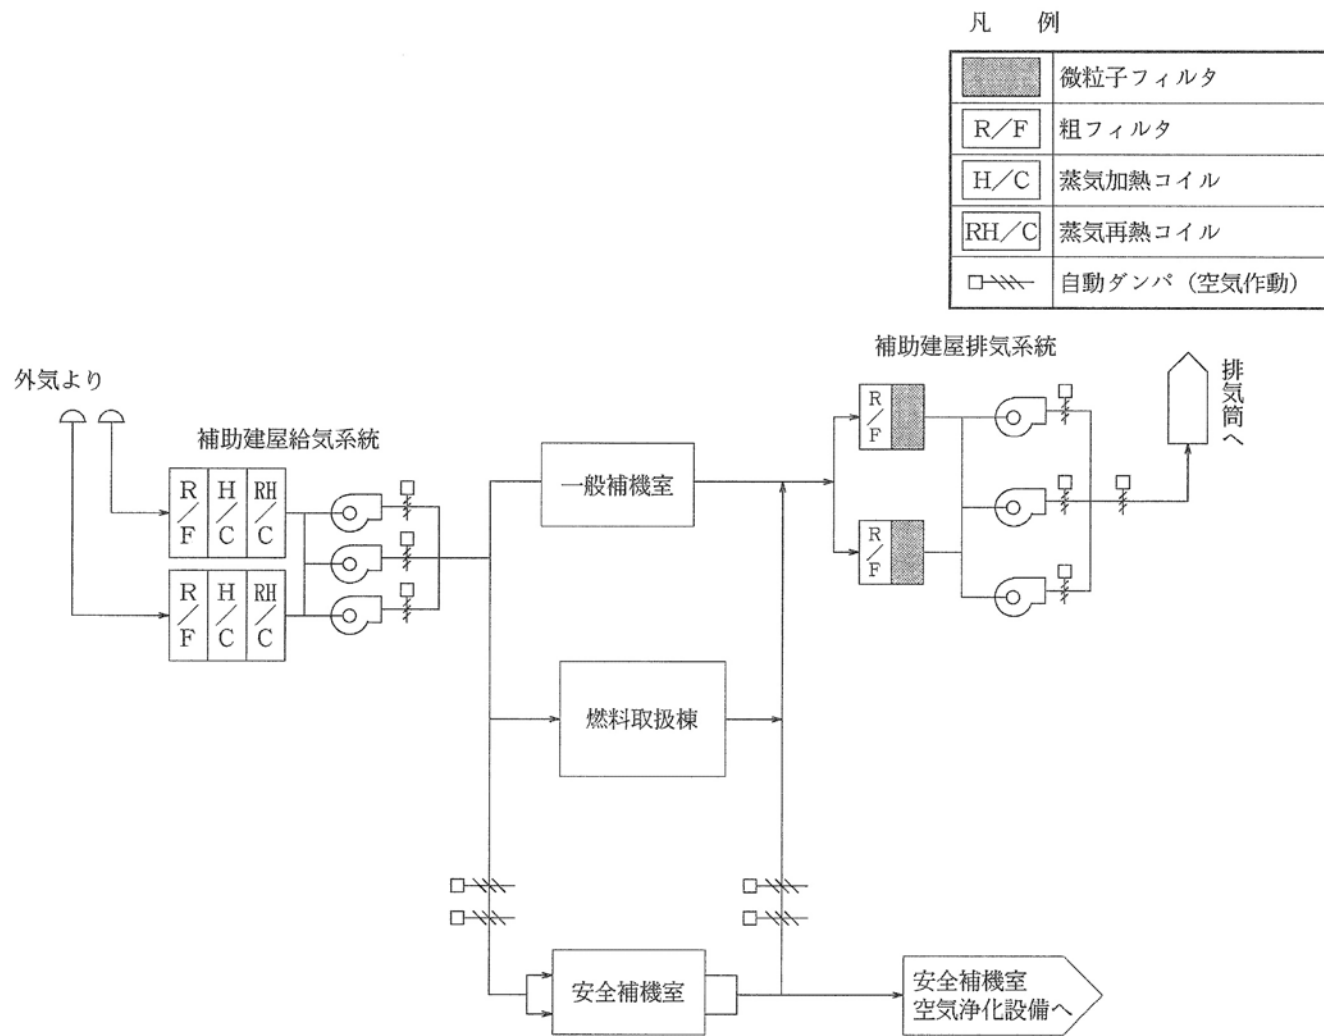 凡 例
微粒子フィルタ
R/F 粗フィルタ
H/C 蒸気加熱コイル
RH/C 蒸気再熱コイル
自動ダンパ（空気作動）
補助建屋排気系統
外気より
排気筒へ
補助建屋給気系統
R/F
R/F H/C RH/C
一般補機室
R/F
R/F H/C RH/C
燃料取扱棟
安全補機室
安全補機室
空気浄化設備へ